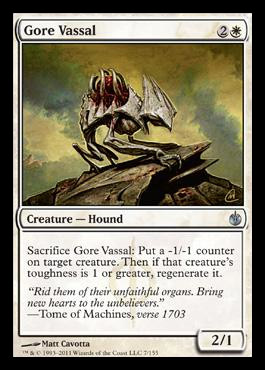 Gore Vassal 2
Creature — Hound
Sacrifice Gore Vassal: Put a -1/-1 counter
on target creature. Then if that creature's
toughness is 1 or greater, regenerate it.
"Rid them of their unfaithful organs. Bring
new hearts to the unbelievers."
—Tome of Machines, verse 1703
2/1
Matt Cavotta
™ & © 1993–2011 Wizards of the Coast LLC 7/155